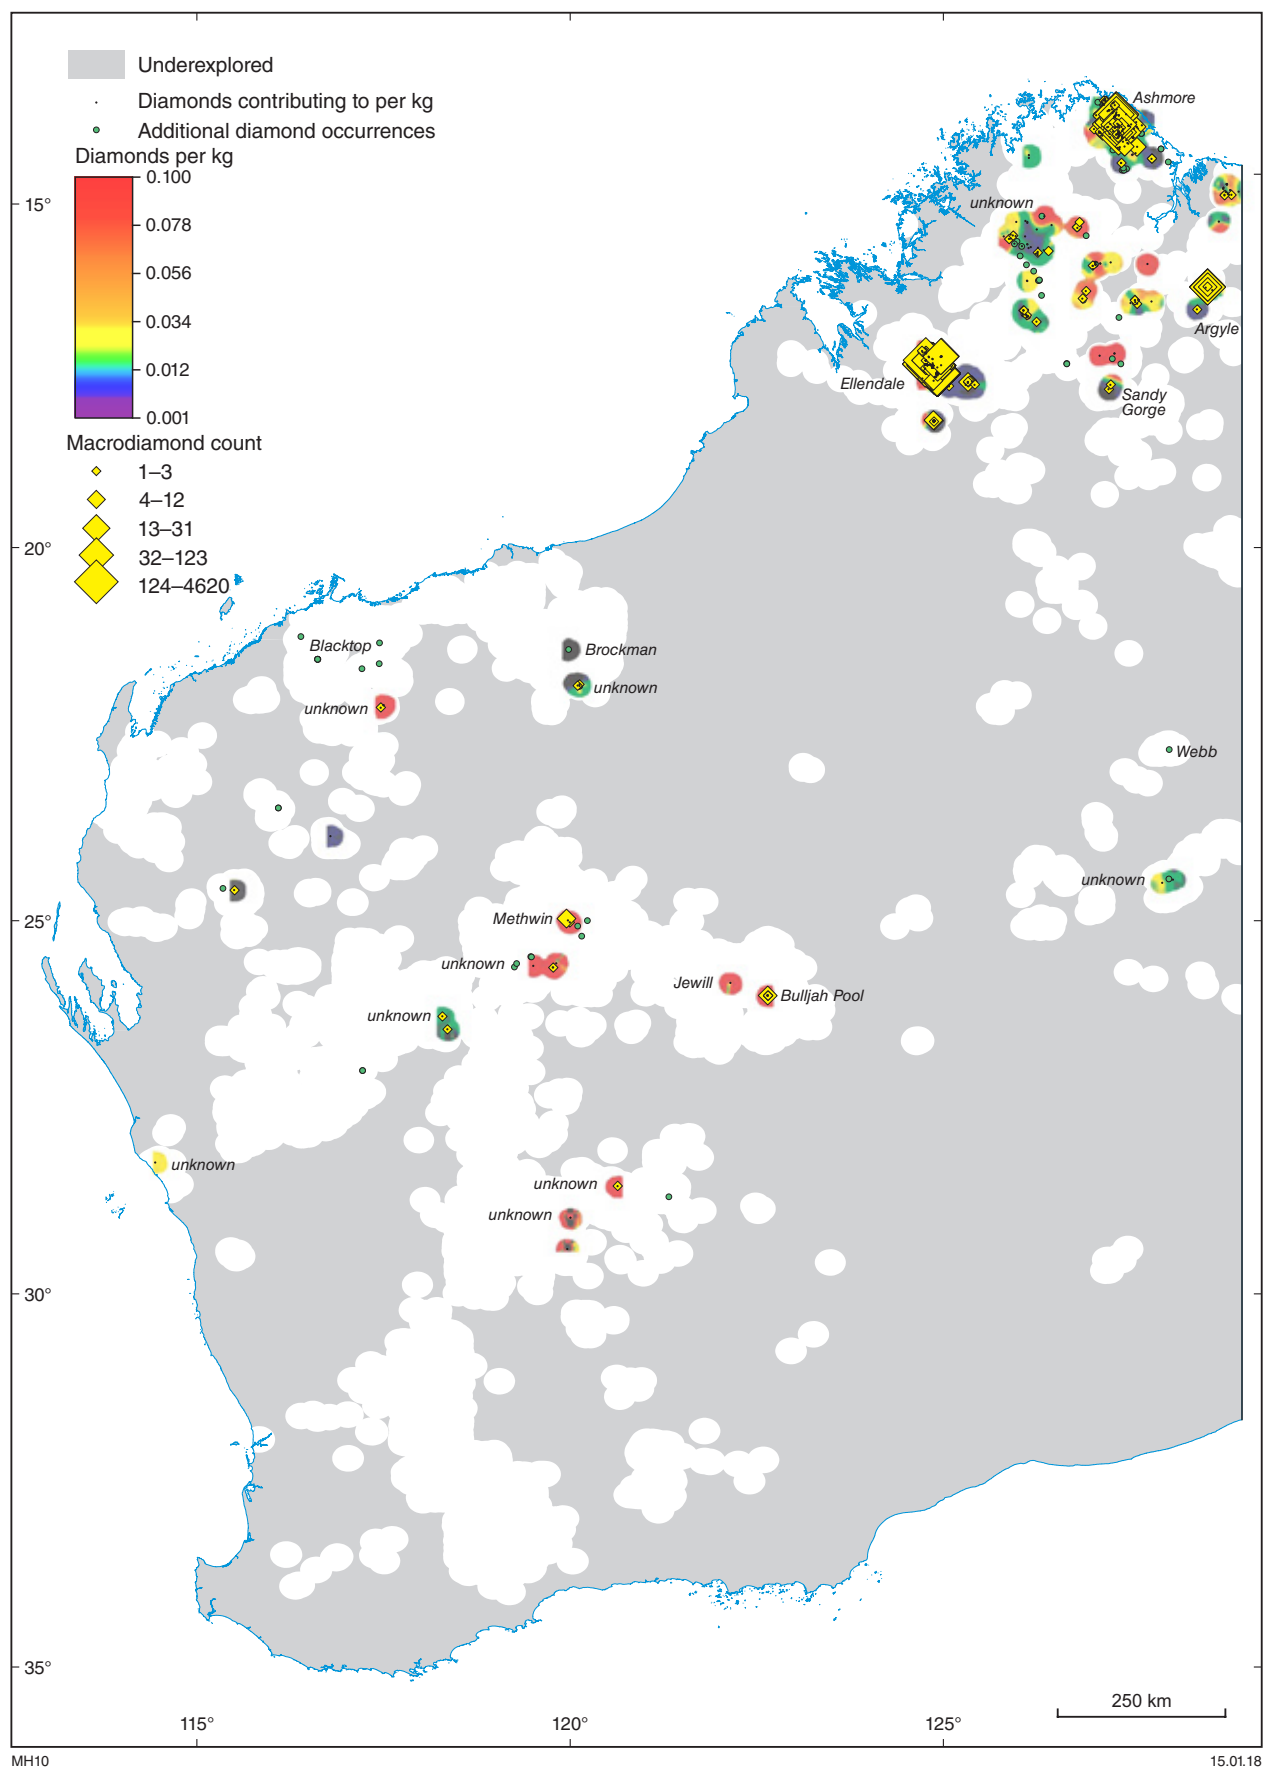 Underexplored
Diamonds contributing to per kg
Additional diamond occurrences
Diamonds per kg
0.100
0.078
0.056
0.034
0.012
0.001
Macrodiamond count
1–3
4–12
13–31
32–123
124–4620
Ashmore
15°
unknown
Argyle
Ellendale
Sandy
Gorge
20°
Blacktop
Brockman
unknown
unknown
Webb
unknown
25°
Methwin
unknown
Jewill
Bulljah Pool
unknown
unknown
unknown
unknown
30°
35°
250 km
115°
120°
125°
MH10
15.01.18